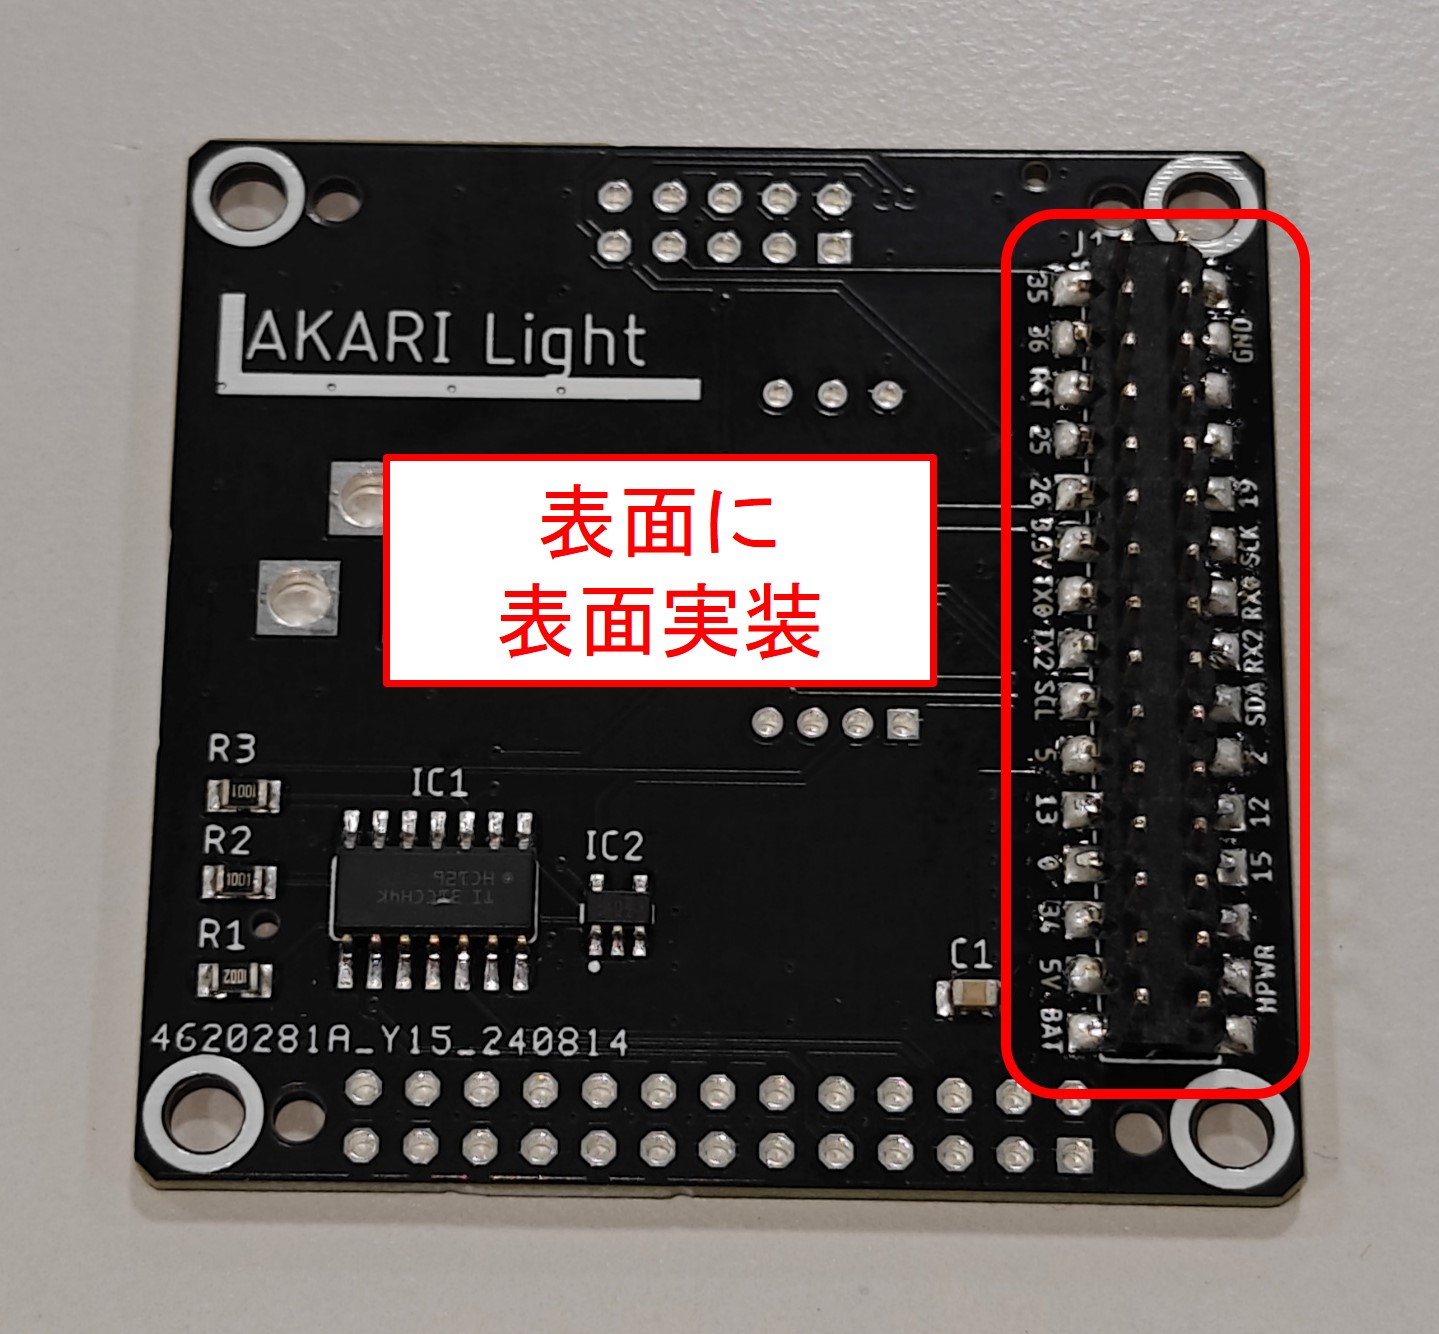 J1
35
GND
36
AKARI Light
RST
25
表面に
26
19
表面実装
3.3V
SCK
TX0
RX0
TX2
RX2
SCL
SDA
5
2
R3
1001
IC1
13
12
R2
1001
IC2
HC126
0
15
34
R1
1002
C1
5V
HPWR
BAT
4620281A_Y15_240814